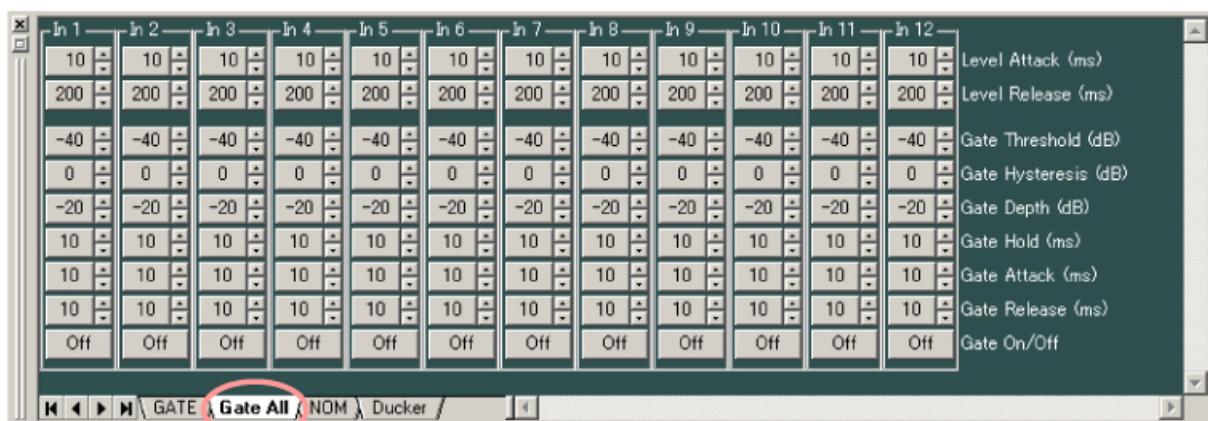 In 1 In 2 In 3 In 4 In 5 In 6 In 7 In 8 In 9 In 10 In 11 In 12
10 10 10 10 10 10 10 10 10 10 10 10 Level Attack (ms)
200 200 200 200 200 200 200 200 200 200 200 200 Level Release (ms)
-40 -40 -40 -40 -40 -40 -40 -40 -40 -40 -40 -40 Gate Threshold (dB)
0 0 0 0 0 0 0 0 0 0 0 0 Gate Hysteresis (dB)
-20 -20 -20 -20 -20 -20 -20 -20 -20 -20 -20 -20 Gate Depth (dB)
10 10 10 10 10 10 10 10 10 10 10 10 Gate Hold (ms)
10 10 10 10 10 10 10 10 10 10 10 10 Gate Attack (ms)
10 10 10 10 10 10 10 10 10 10 10 10 Gate Release (ms)
Off Off Off Off Off Off Off Off Off Off Off Off Gate On/Off
GATE Gate All NOM Ducker